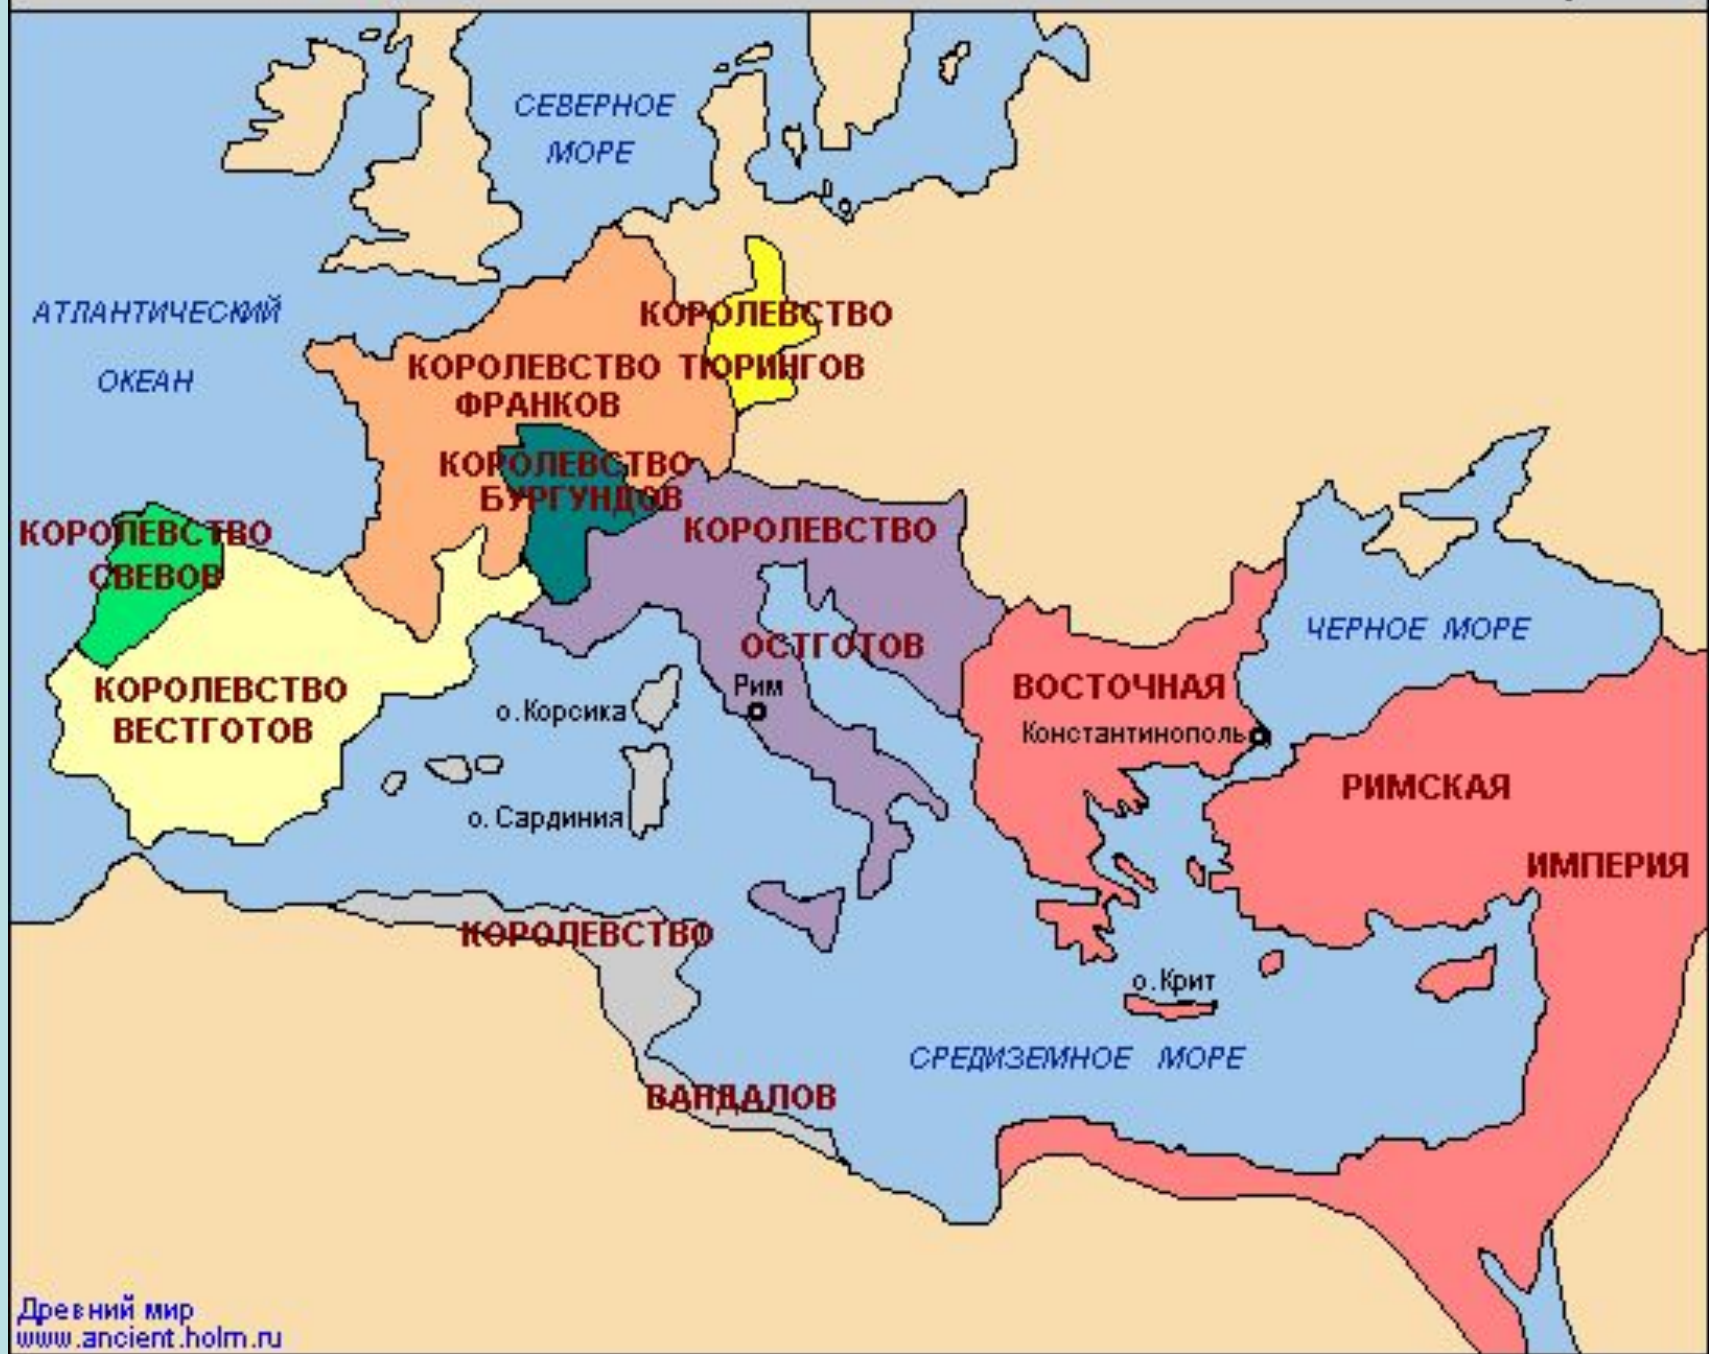 СЕВЕРНОЕ
МОРЕ
АТЛАНТИЧЕСКИЙ
ОКЕАН
КОРОЛЕВСТВО
ТЮРИНГОВ
КОРОЛЕВСТВО
ФРАНКОВ
КОРОЛЕВСТВО
БУРГУНДОВ
КОРОЛЕВСТВО
СВЕВОВ
КОРОЛЕВСТВО
ОСТГОТОВ
ЧЕРНОЕ МОРЕ
КОРОЛЕВСТВО
ВЕСТГОТОВ
о.Корсика
Рим
ВОСТОЧНАЯ
Константинополь
РИМСКАЯ
ИМПЕРИЯ
о. Сардиния
КОРОЛЕВСТВО
ВАНДАЛОВ
о.Крит
СРЕДИЗЕМНОЕ МОРЕ
Древний мир
www.ancient.holm.ru